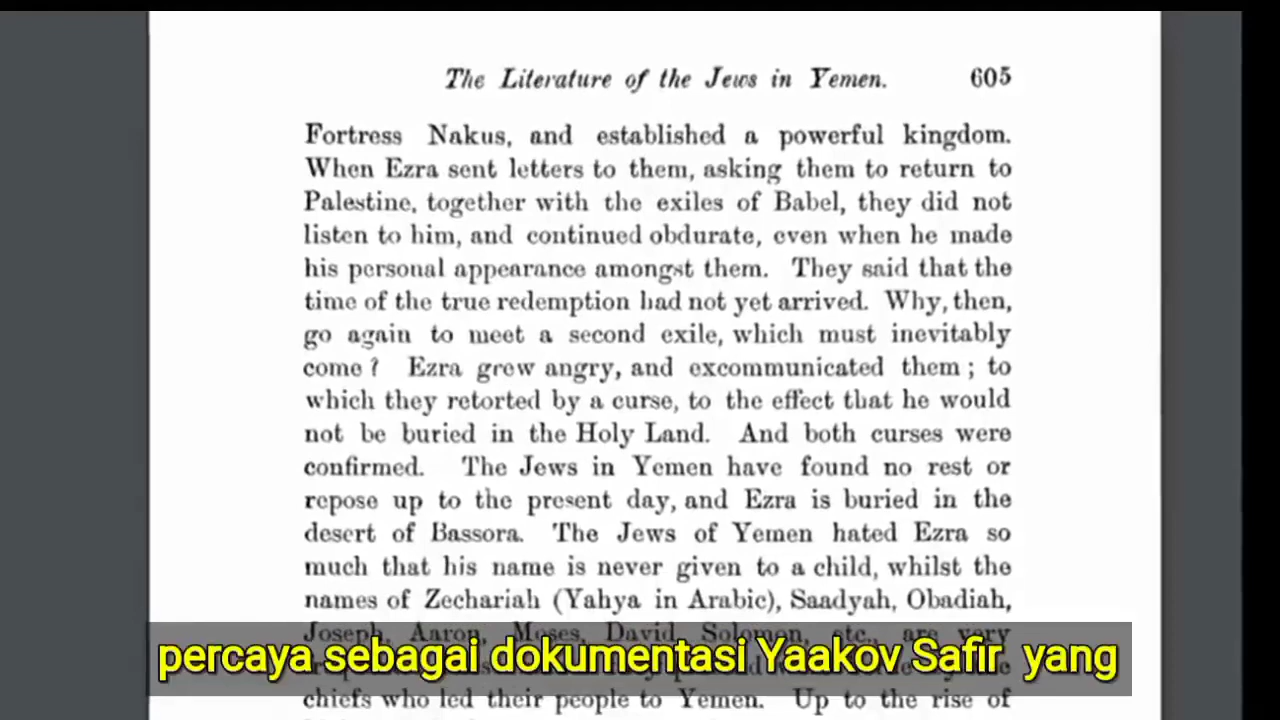 The Literature of the Jews in Yemen. 605
Fortress Nakus, and established a powerful kingdom.
When Ezra sent letters to them, asking them to return to
Palestine, together with the exiles of Babel, they did not
listen to him, and continued obdurate, even when he made
his personal appearance amongst them. They said that the
time of the true redemption had not yet arrived. Why, then,
go again to meet a second exile, which must inevitably
come? Ezra grew angry, and excommunicated them; to
which they retorted by a curse, to the effect that he would
not be buried in the Holy Land. And both curses were
confirmed. The Jews in Yemen have found no rest or
repose up to the present day, and Ezra is buried in the
desert of Bassora. The Jews of Yemen hated Ezra so
much that his name is never given to a child, whilst the
names of Zechariah (Yahya in Arabic), Saadyah, Obadiah,
Joseph, Aaron, Moses, David, Solomon, etc., are very
percaya sebagai dokumentasi Yaakov Safir yang
chiefs who led their people to Yemen. Up to the rise of